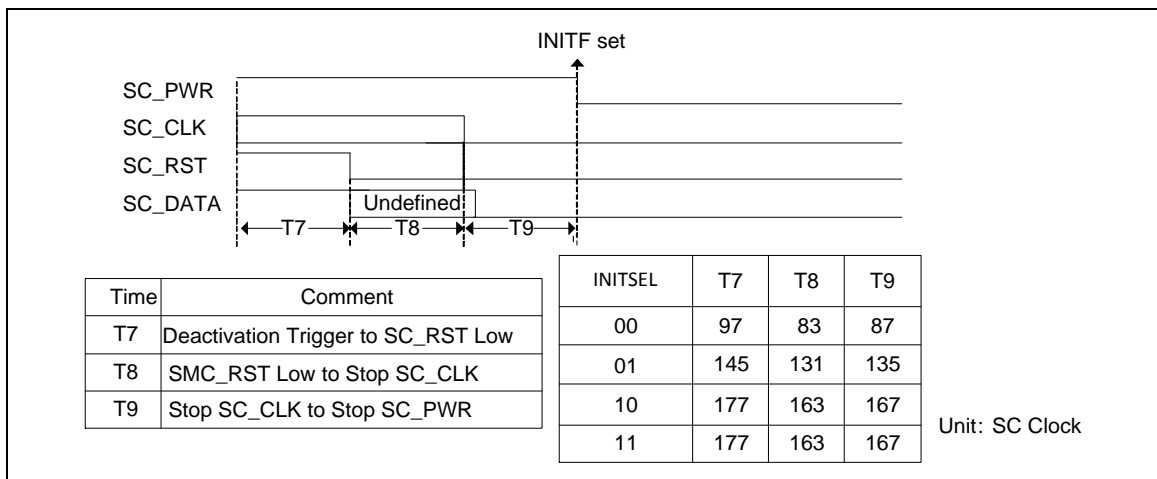 INITF set
SC_PWR
SC_CLK
SC_RST
SC_DATA
Undefined
T7
T8
T9
Time Comment
T7 Deactivation Trigger to SC_RST Low
T8 SMC_RST Low to Stop SC_CLK
T9 Stop SC_CLK to Stop SC_PWR
INITSEL T7 T8 T9
00 97 83 87
01 145 131 135
10 177 163 167
11 177 163 167
Unit: SC Clock